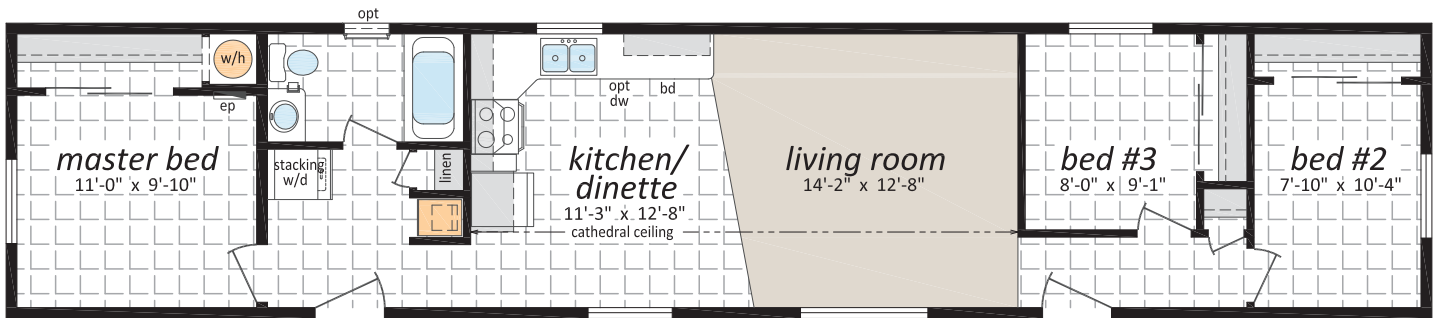 opt
w/h
ep
master bed
11'-0" x 9'-10"
stacking
w/d
linen
opt
dw
bd
kitchen/
dinette
11'-3" x 12'-8"
cathedral ceiling
living room
14'-2" x 12'-8"
bed #3
8'-0" x 9'-1"
bed #2
7'-10" x 10'-4"